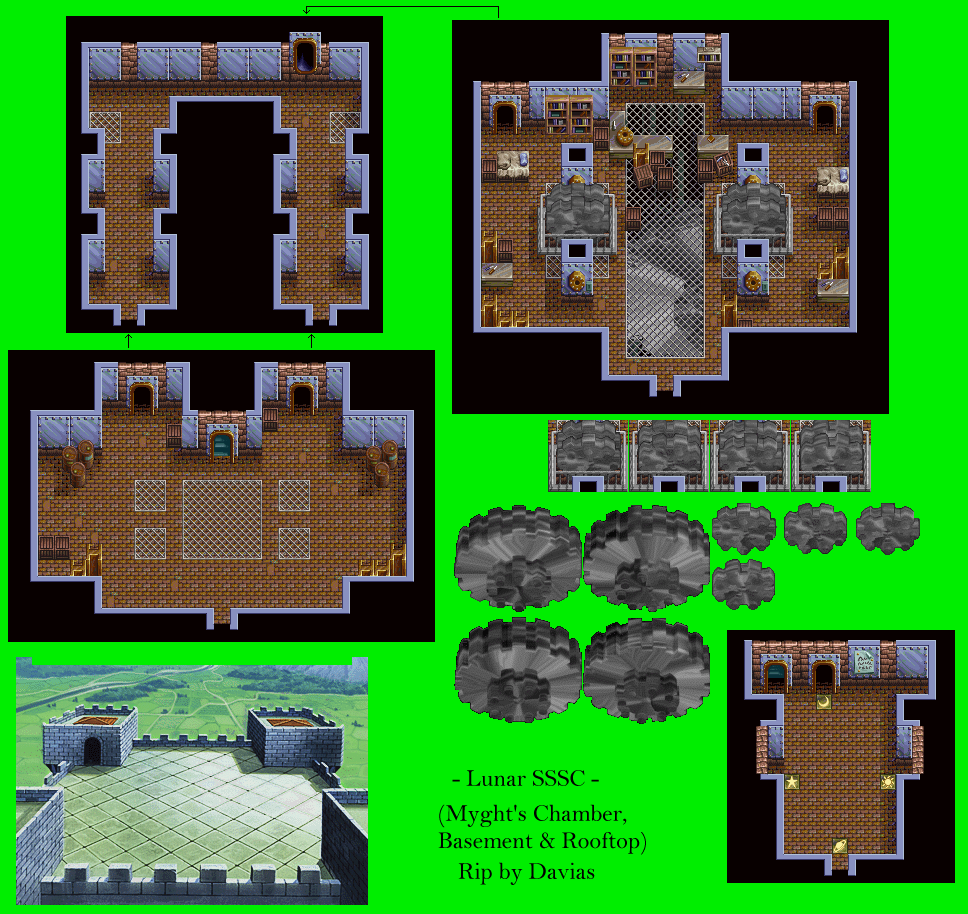 - Lunar SSSC -
(Myght's Chamber,
Basement & Rooftop)
Rip by Davias